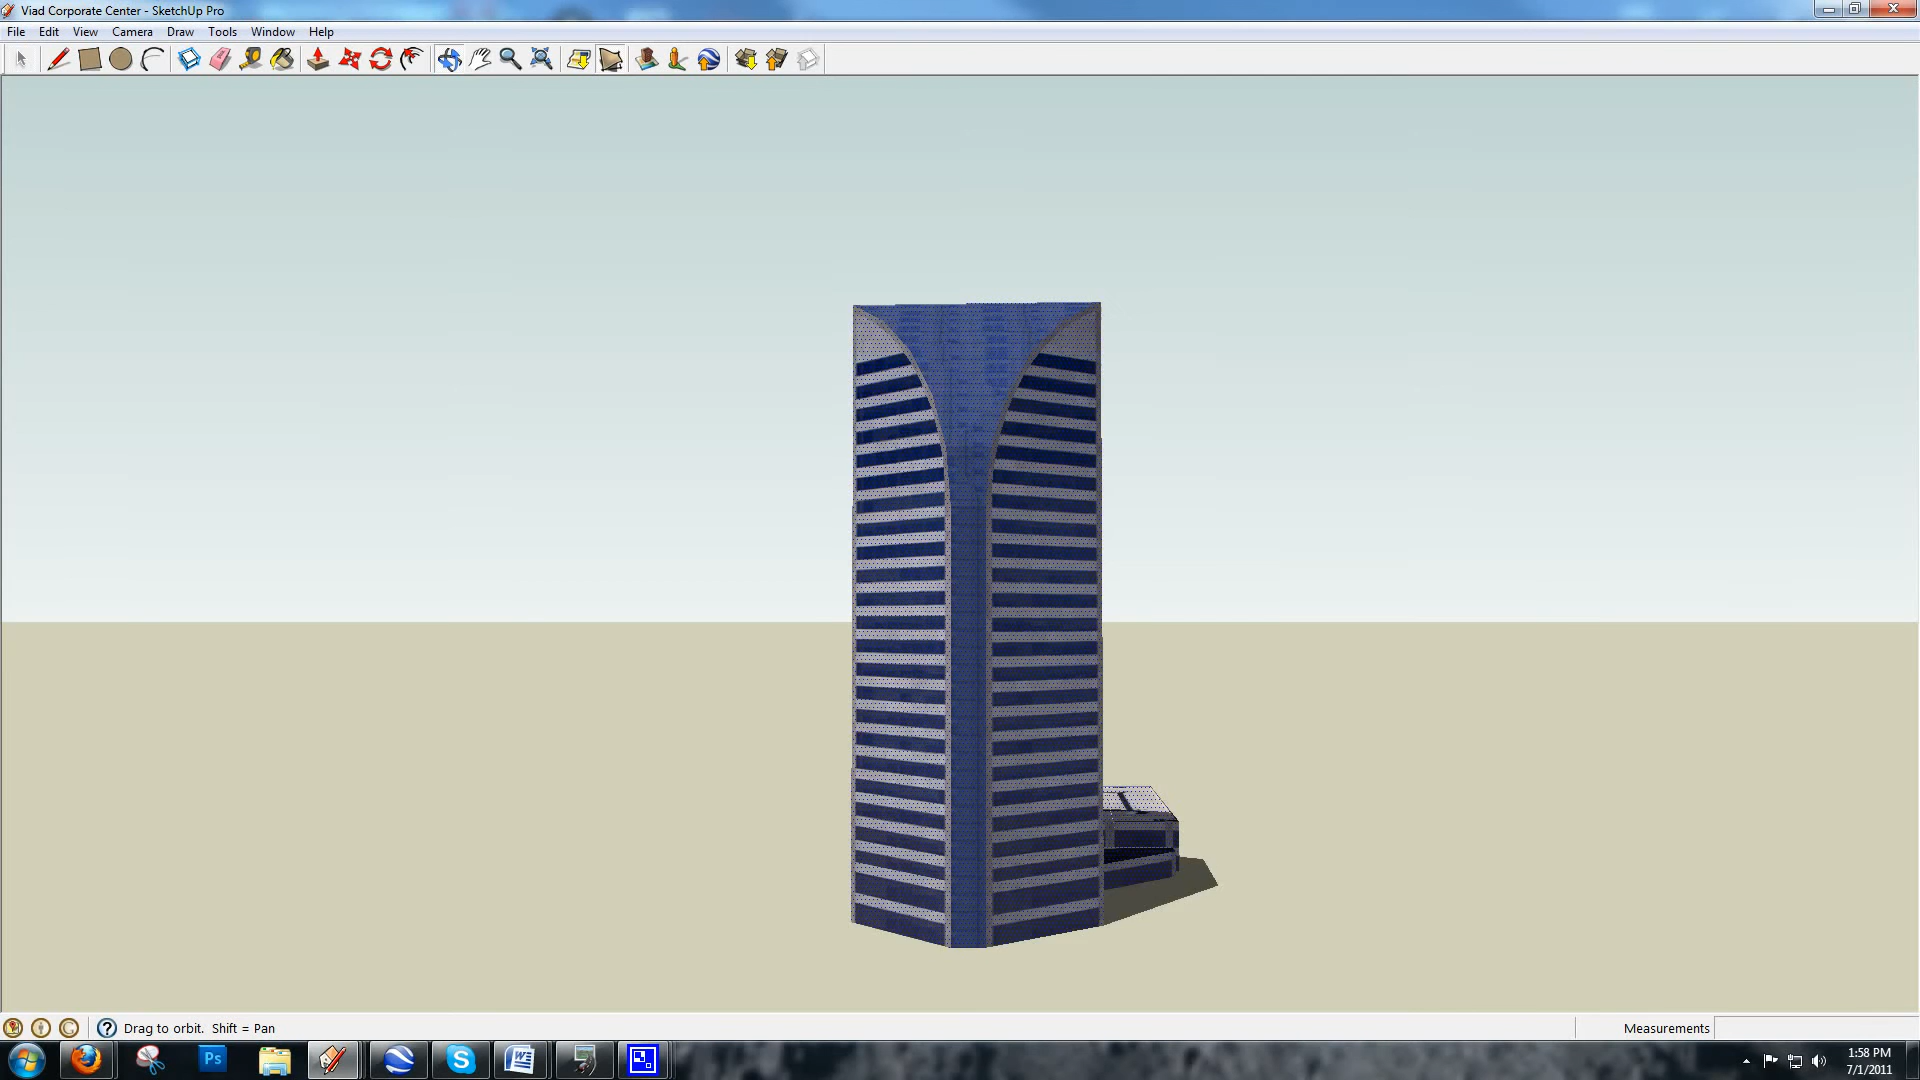 Viad Corporate Center - SketchUp Pro
File Edit View Camera Draw Tools Window Help
Drag to orbit. Shift = Pan
Measurements
Ps
1:58 PM
7/1/2011